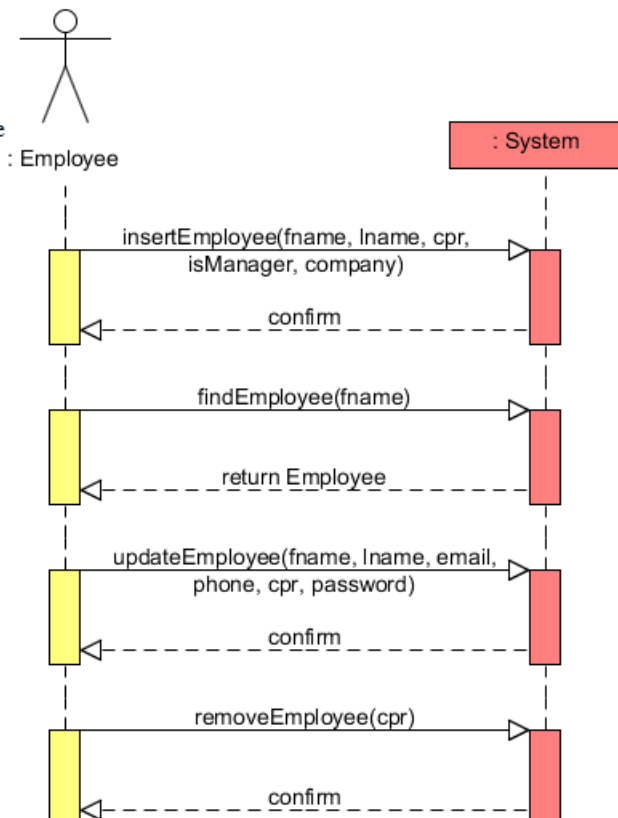 e
: Employee
: System
insertEmployee(fname, lname, cpr,
isManager, company)
confirm
findEmployee(fname)
return Employee
updateEmployee(fname, lname, email,
phone, cpr, password)
confirm
removeEmployee(cpr)
confirm